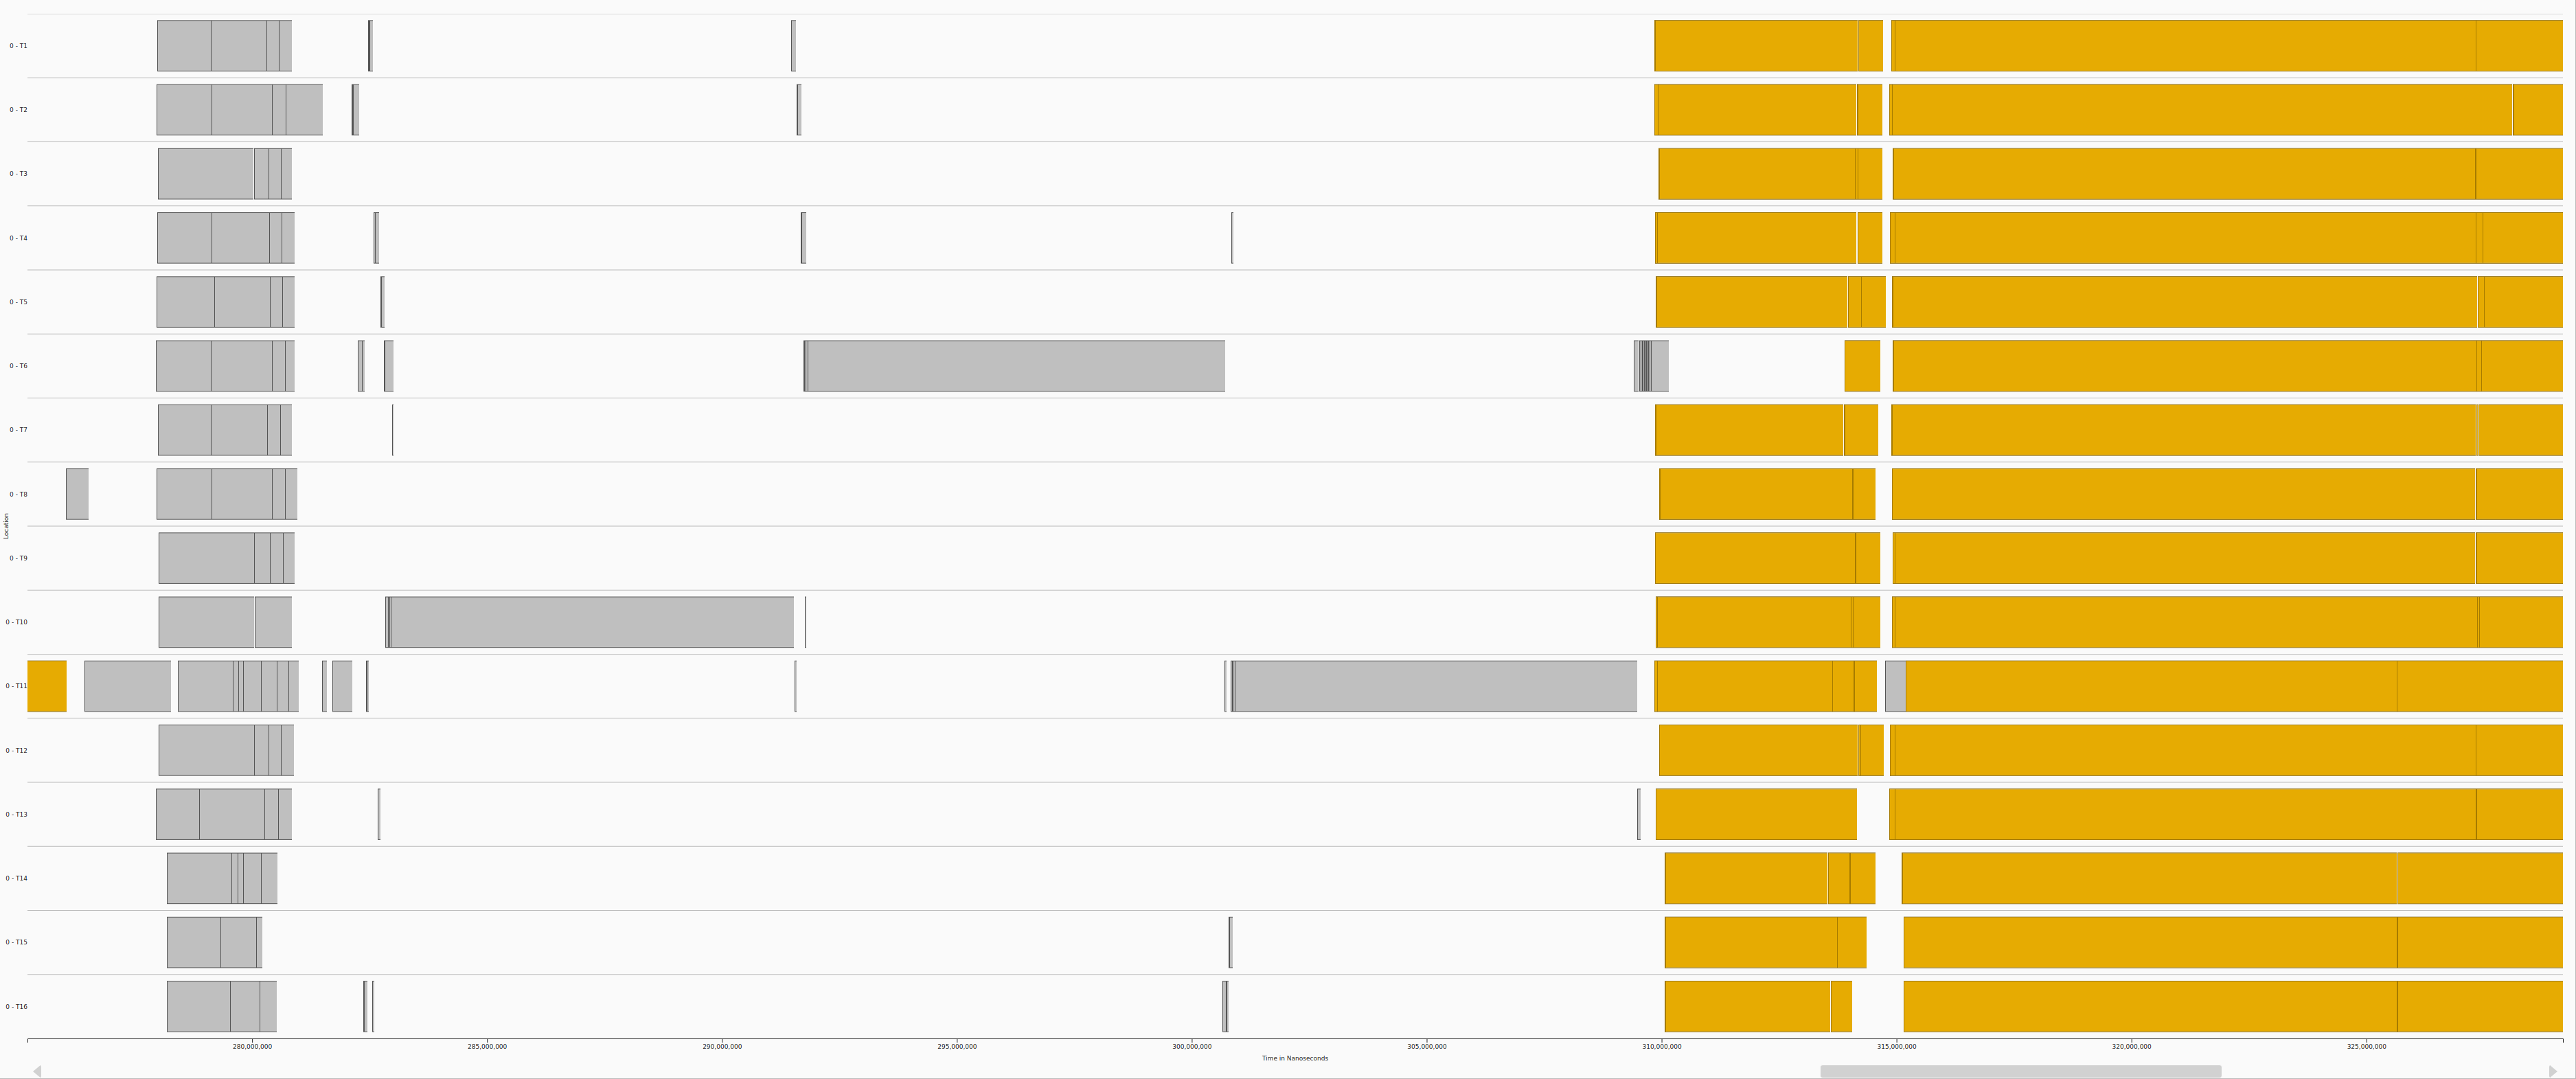 0 - T1
0 - T2
0 - T3
0 - T4
0 - T5
0 - T6
0 - T7
0 - T8
Location
0 - T9
0 - T10
0 - T11
0 - T12
0 - T13
0 - T14
0 - T15
0 - T16
280,000,000 285,000,000 290,000,000 295,000,000 300,000,000 305,000,000 310,000,000 315,000,000 320,000,000 325,000,000
Time in Nanoseconds